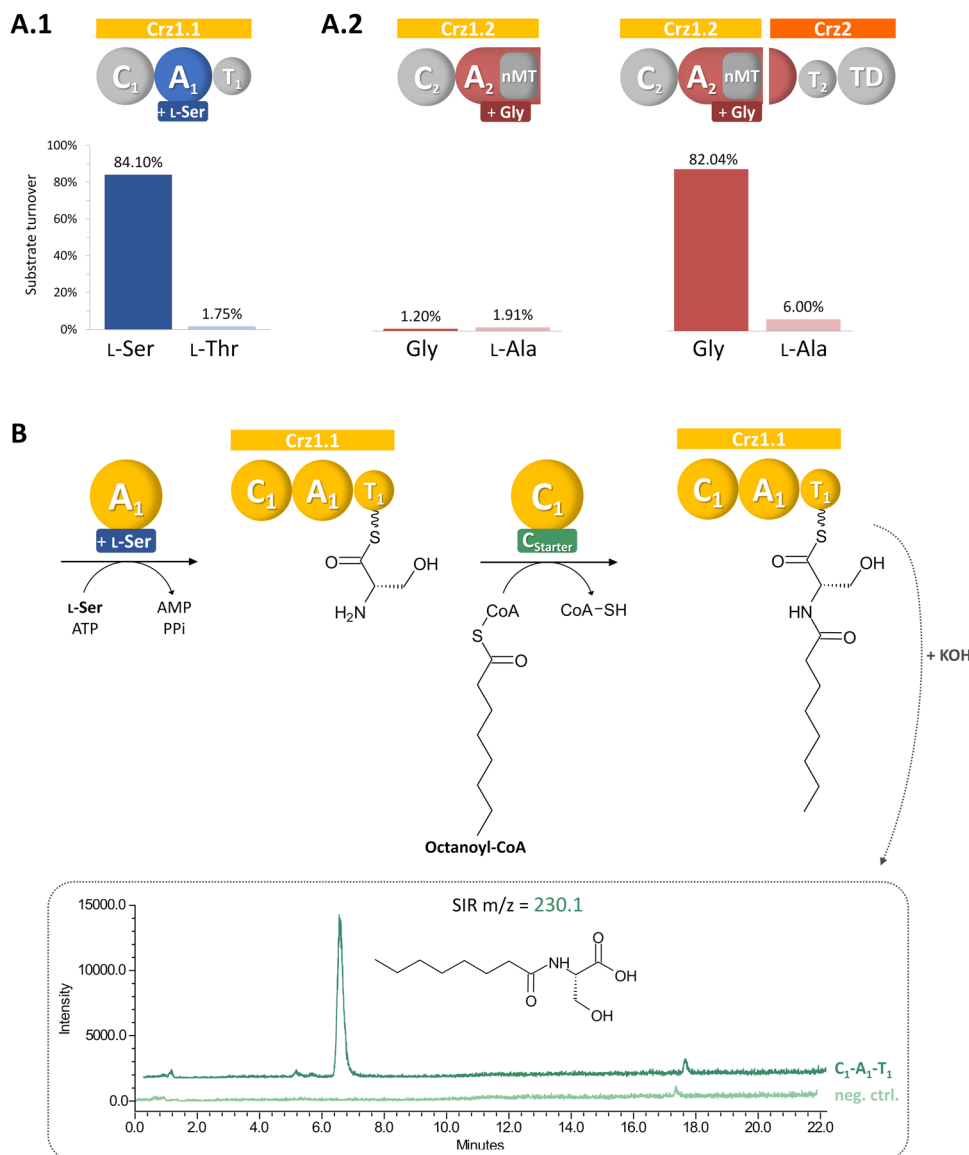 A.1
A.2
Crz1.1
Crz1.2
Crz1.2
Crz2
C1
A1
T1
C2
A2
nMT
C2
A2
nMT
T2
TD
+ L-Ser
+ Gly
+ Gly
Substrate turnover
100%
80%
60%
40%
20%
0%
84.10%
1.75%
L-Ser
L-Thr
1.20%
1.91%
Gly
L-Ala
82.04%
6.00%
Gly
L-Ala
B
Crz1.1
Crz1.1
A1
+ L-Ser
L-Ser
ATP
AMP
PPi
C1
A1
T1
S
O
OH
H2N
C1
CStarter
CoA
S
O
CoA-SH
Octanoyl-CoA
C1
A1
T1
S
O
OH
HN
O
+ KOH
SIR m/z = 230.1
Intensity
15000.0
10000.0
5000.0
0.0
O
NH
OH
O
OH
C1-A1-T1
neg. ctrl.
0.0 2.0 4.0 6.0 8.0 10.0 12.0 14.0 16.0 18.0 20.0 22.0
Minutes